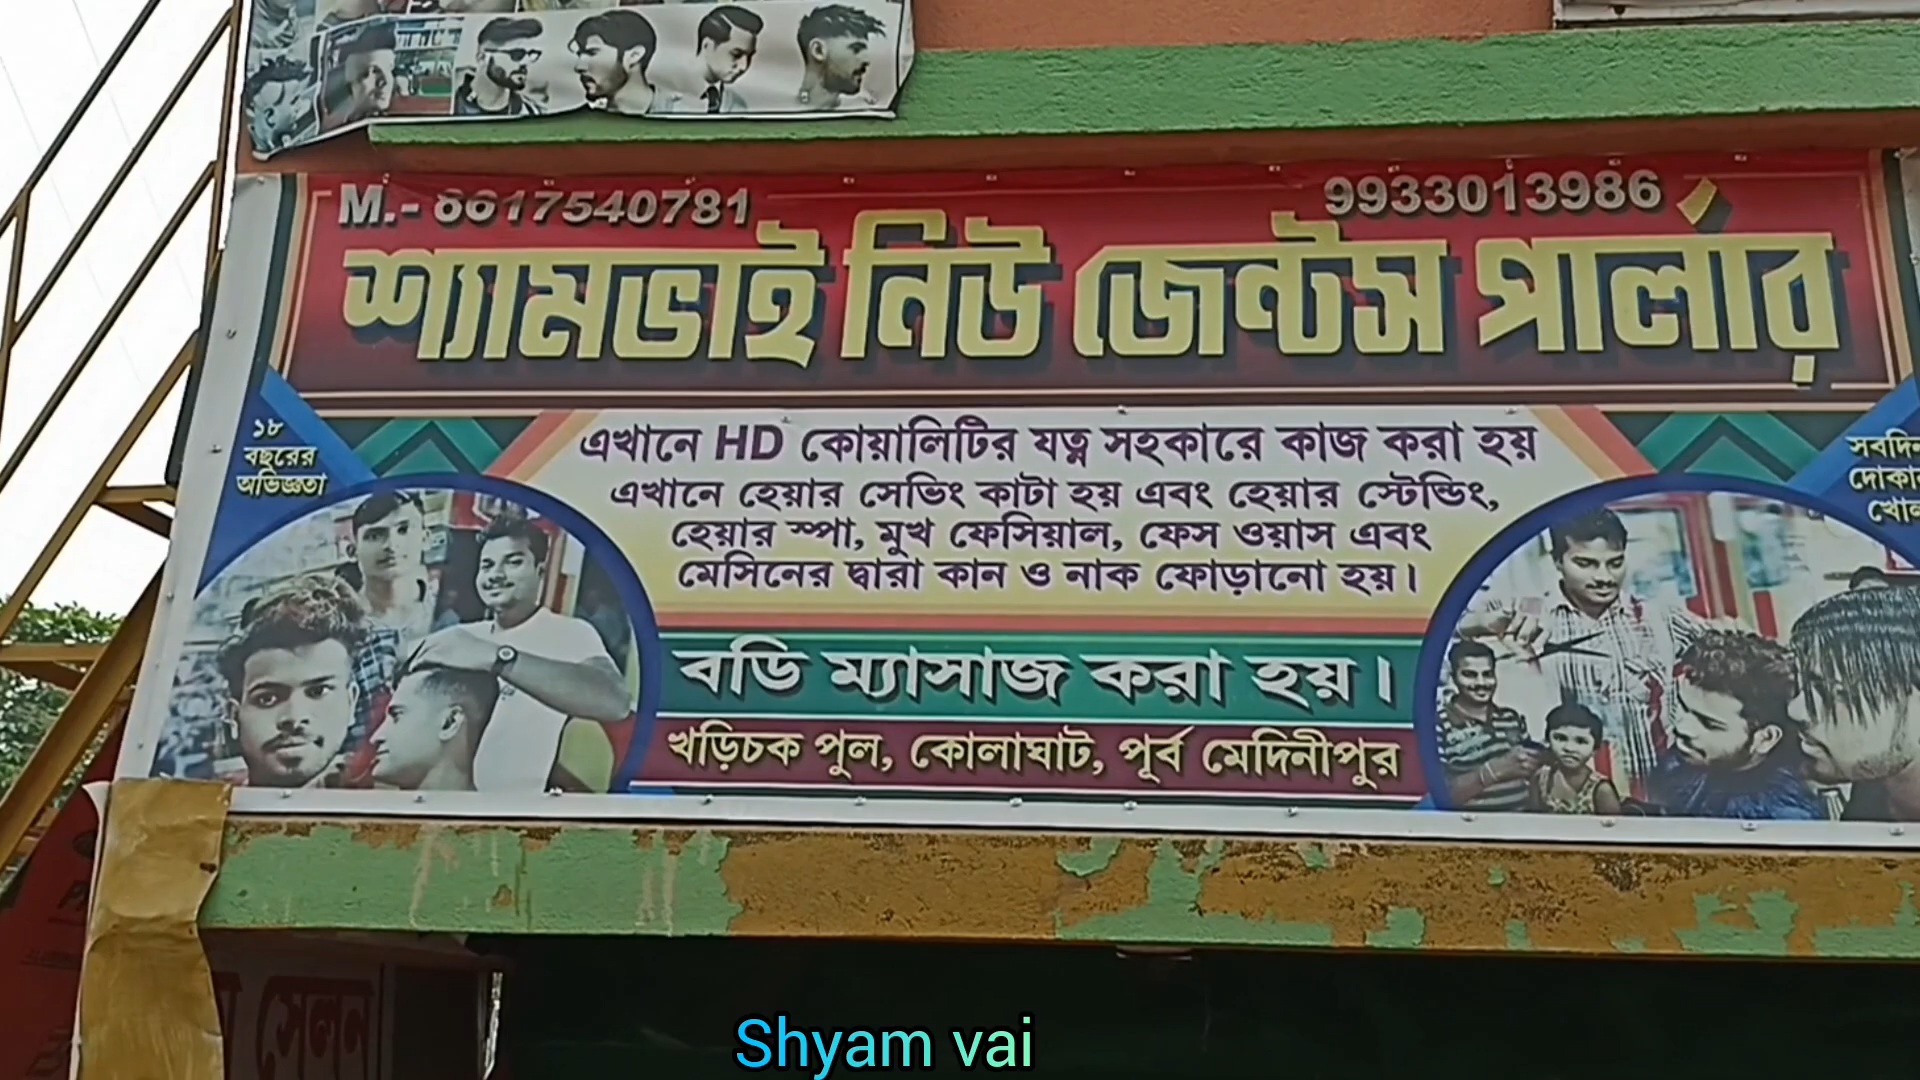 M.- 8617540781 9933013986
শ্যামভাই নিউ জেন্টস পার্লার
১৮
বছরের
অভিজ্ঞতা
এখানে HD কোয়ালিটির যত্ন সহকারে কাজ করা হয়
এখানে হেয়ার সেভিং কাটা হয় এবং হেয়ার স্টেন্ডিং,
হেয়ার স্পা, মুখ ফেসিয়াল, ফেস ওয়াস এবং
মেসিনের দ্বারা কান ও নাক ফোড়ানো হয়।
সবদিন
দোকান
খোলা
বডি ম্যাসাজ করা হয়।
খড়িচক পুল, কোলাঘাট, পূর্ব মেদিনীপুর
সেলুন
Shyam vai